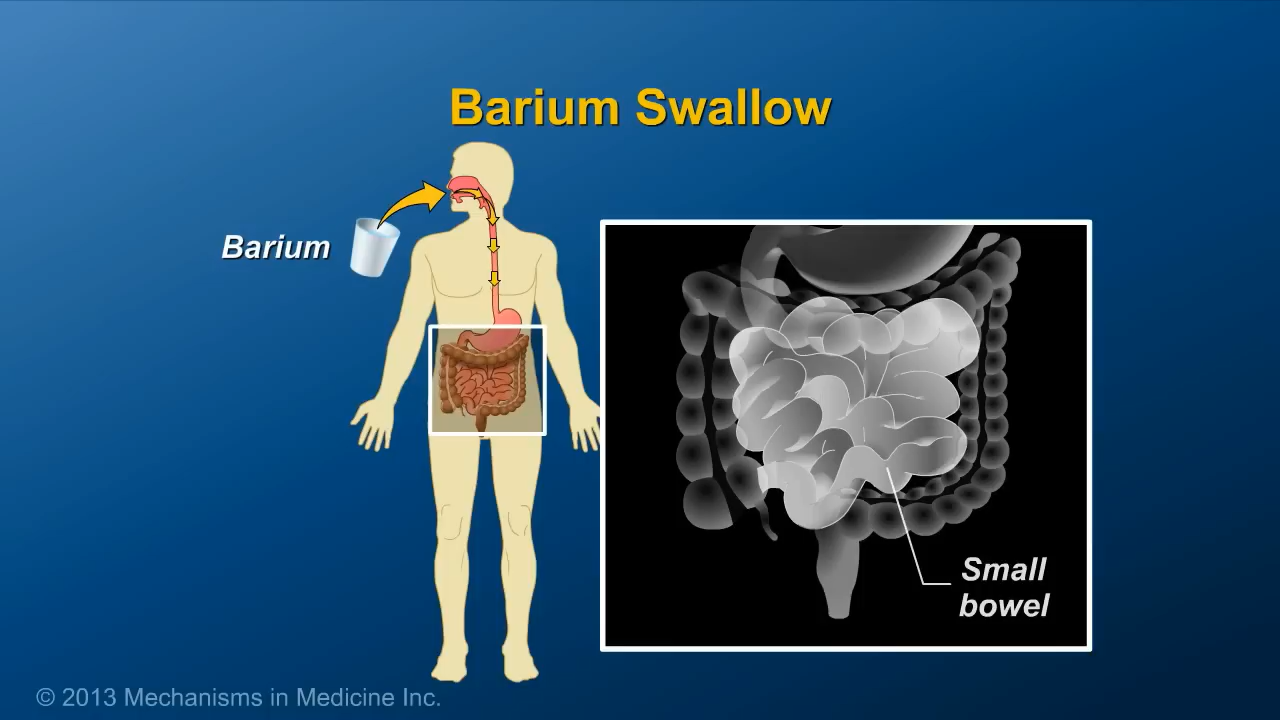 Barium Swallow
Barium
Small
bowel
© 2013 Mechanisms in Medicine Inc.